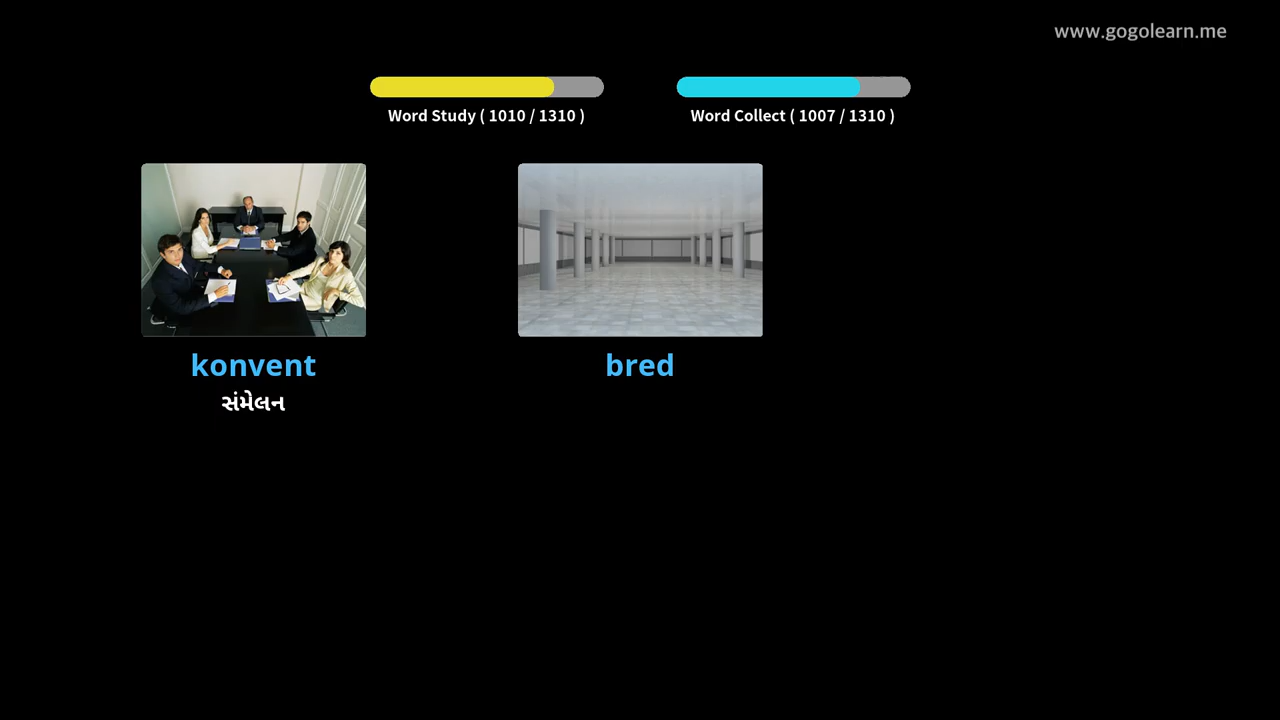 www.gogolearn.me
Word Study ( 1010 / 1310 )
Word Collect ( 1007 / 1310 )
konvent
bred
સંમેલન